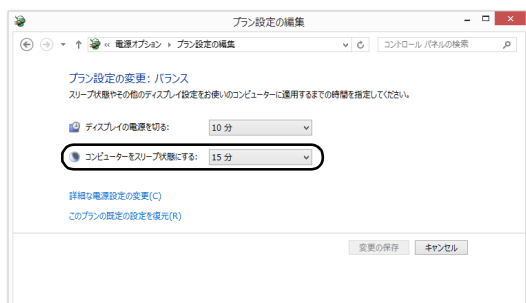 プラン設定の編集
« 電源オプション › プラン設定の編集
コントロール パネルの検索
プラン設定の変更: バランス
スリープ状態やその他のディスプレイ設定をお使いのコンピューターに適用するまでの時間を指定してください。
ディスプレイの電源を切る: 10 分
コンピューターをスリープ状態にする: 15 分
詳細な電源設定の変更(C)
このプランの既定の設定を復元(R)
変更の保存 キャンセル